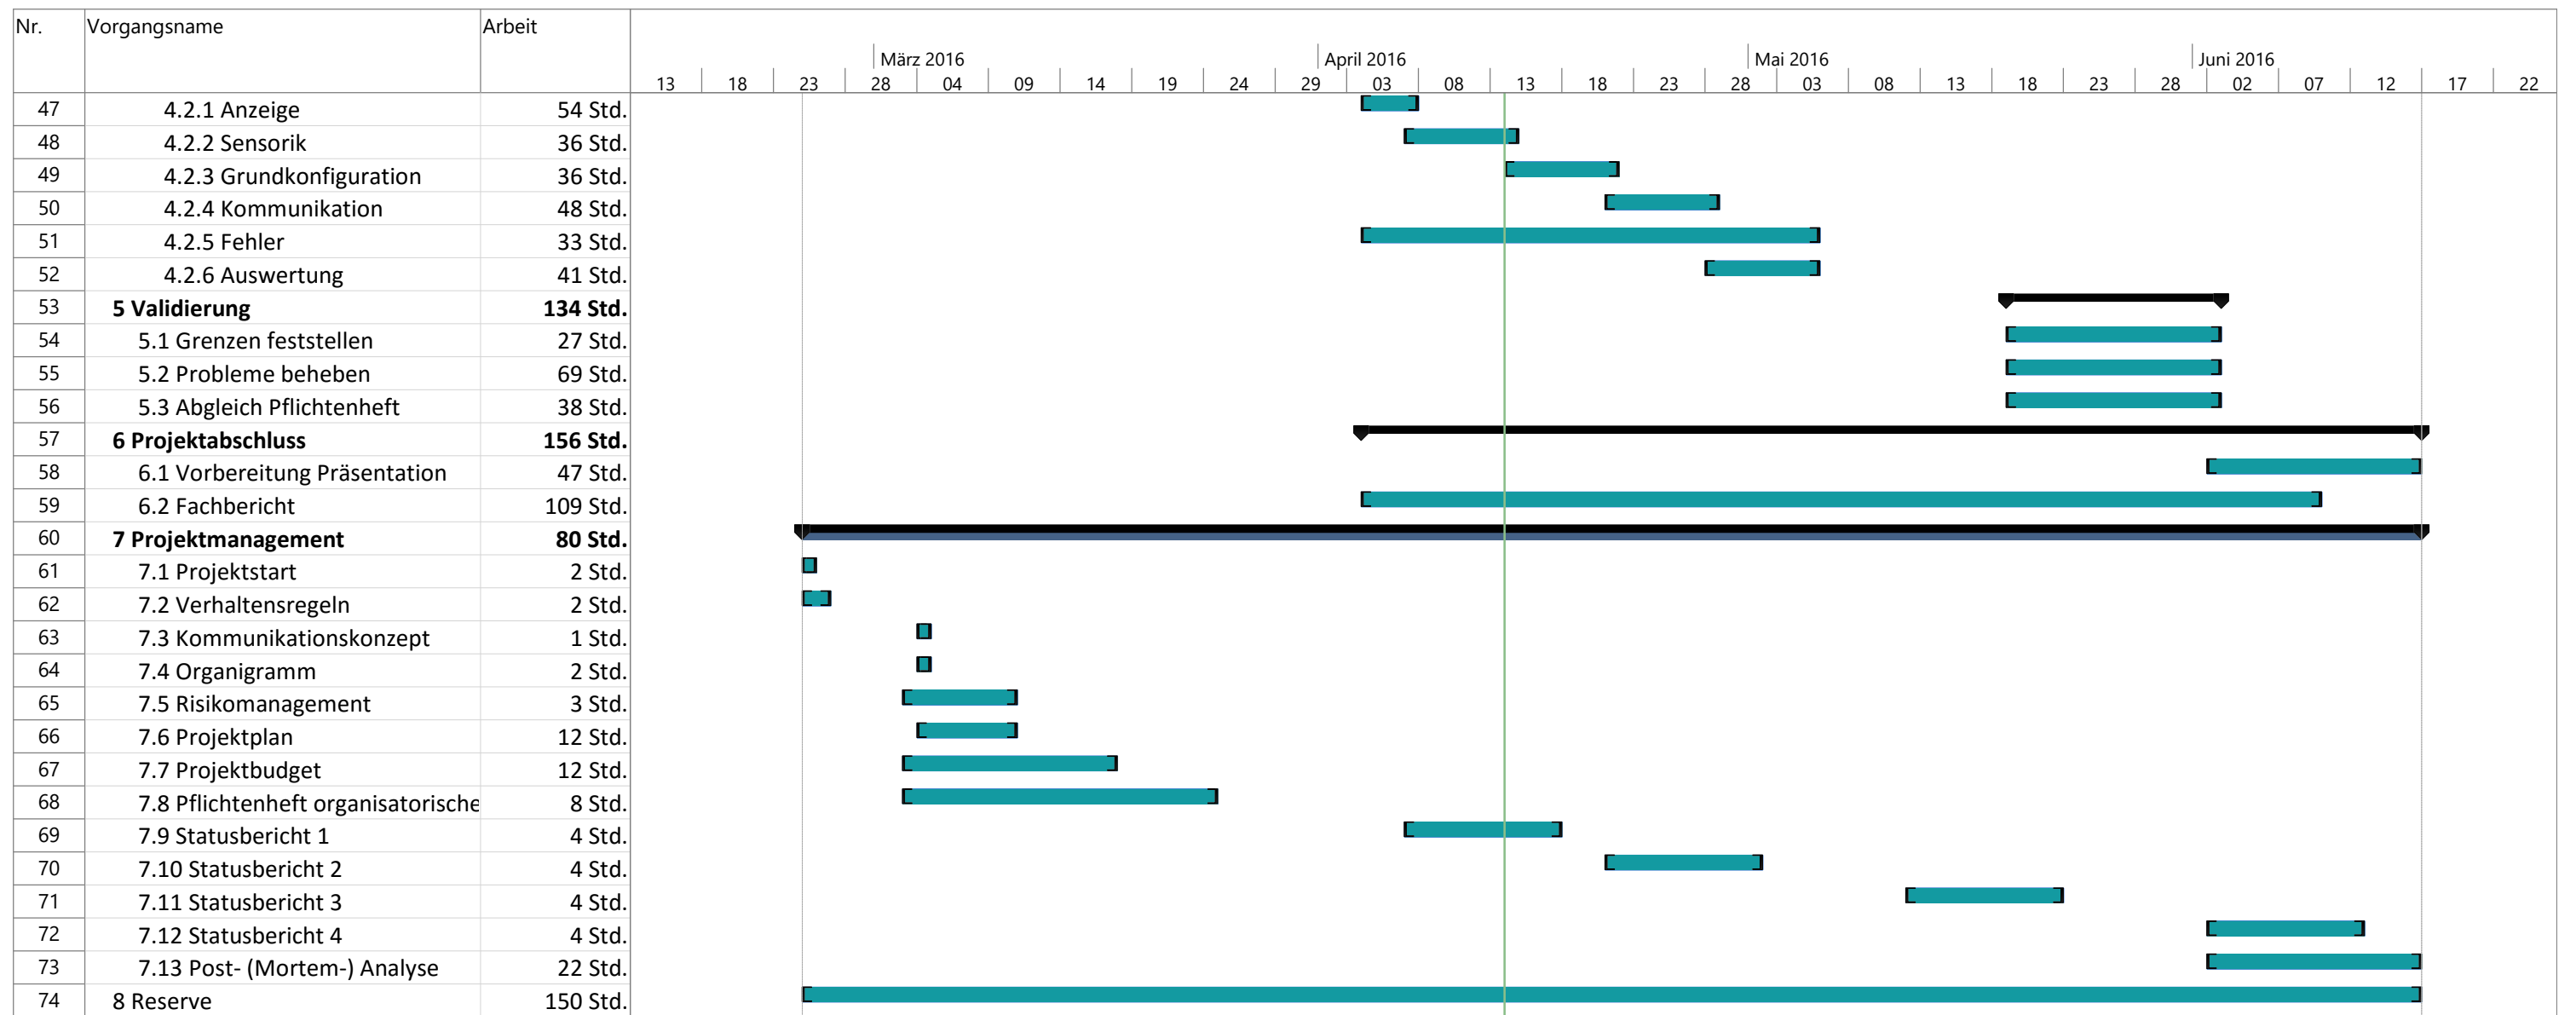 Nr. Vorgangsname Arbeit
März 2016 April 2016 Mai 2016 Juni 2016
13 18 23 28 04 09 14 19 24 29 03 08 13 18 23 28 03 08 13 18 23 28 02 07 12 17 22
47 4.2.1 Anzeige 54 Std.
48 4.2.2 Sensorik 36 Std.
49 4.2.3 Grundkonfiguration 36 Std.
50 4.2.4 Kommunikation 48 Std.
51 4.2.5 Fehler 33 Std.
52 4.2.6 Auswertung 41 Std.
53 5 Validierung 134 Std.
54 5.1 Grenzen feststellen 27 Std.
55 5.2 Probleme beheben 69 Std.
56 5.3 Abgleich Pflichtenheft 38 Std.
57 6 Projektabschluss 156 Std.
58 6.1 Vorbereitung Präsentation 47 Std.
59 6.2 Fachbericht 109 Std.
60 7 Projektmanagement 80 Std.
61 7.1 Projektstart 2 Std.
62 7.2 Verhaltensregeln 2 Std.
63 7.3 Kommunikationskonzept 1 Std.
64 7.4 Organigramm 2 Std.
65 7.5 Risikomanagement 3 Std.
66 7.6 Projektplan 12 Std.
67 7.7 Projektbudget 12 Std.
68 7.8 Pflichtenheft organisatorische 8 Std.
69 7.9 Statusbericht 1 4 Std.
70 7.10 Statusbericht 2 4 Std.
71 7.11 Statusbericht 3 4 Std.
72 7.12 Statusbericht 4 4 Std.
73 7.13 Post- (Mortem-) Analyse 22 Std.
74 8 Reserve 150 Std.